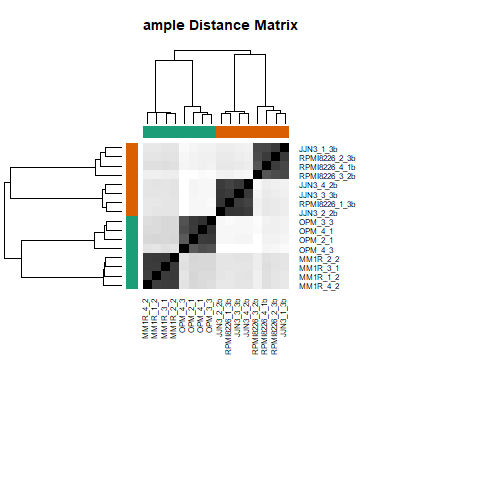 ample Distance Matrix
JJN3_1_3b
RPMI8226_2_3b
RPMI8226_4_1b
RPMI8226_3_2b
JJN3_4_2b
JJN3_3_3b
RPMI8226_1_3b
JJN3_2_2b
OPM_3_3
OPM_4_1
OPM_2_1
OPM_4_3
MM1R_2_2
MM1R_3_1
MM1R_1_2
MM1R_4_2
MM1R_4_2
MM1R_1_2
MM1R_3_1
MM1R_2_2
OPM_4_3
OPM_2_1
OPM_4_1
OPM_3_3
JJN3_2_2b
RPMI8226_1_3b
JJN3_3_3b
JJN3_4_2b
RPMI8226_3_2b
RPMI8226_4_1b
RPMI8226_2_3b
JJN3_1_3b